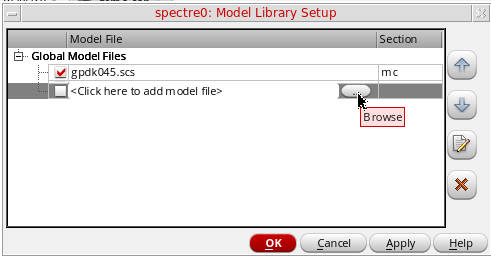 spectre0: Model Library Setup
Model File Section
Global Model Files
gpdk045.scs mc
<Click here to add model file> ...
Browse
OK Cancel Apply Help